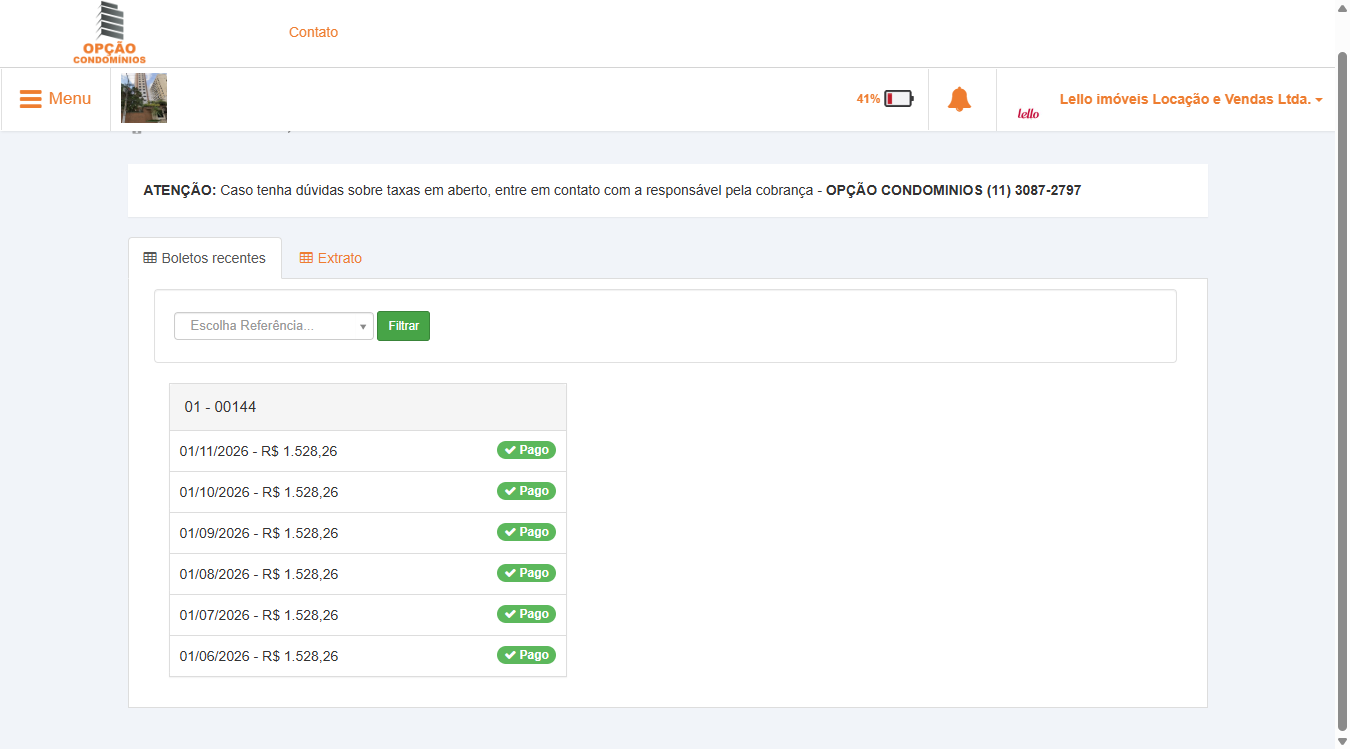 OPÇÃO
CONDOMÍNIOS
Contato
Menu
41%
lello
Lello imóveis Locação e Vendas Ltda.
ATENÇÃO: Caso tenha dúvidas sobre taxas em aberto, entre em contato com a responsável pela cobrança - OPÇÃO CONDOMINIOS (11) 3087-2797
Boletos recentes
Extrato
Escolha Referência...
Filtrar
01 - 00144
01/11/2026 - R$ 1.528,26 Pago
01/10/2026 - R$ 1.528,26 Pago
01/09/2026 - R$ 1.528,26 Pago
01/08/2026 - R$ 1.528,26 Pago
01/07/2026 - R$ 1.528,26 Pago
01/06/2026 - R$ 1.528,26 Pago